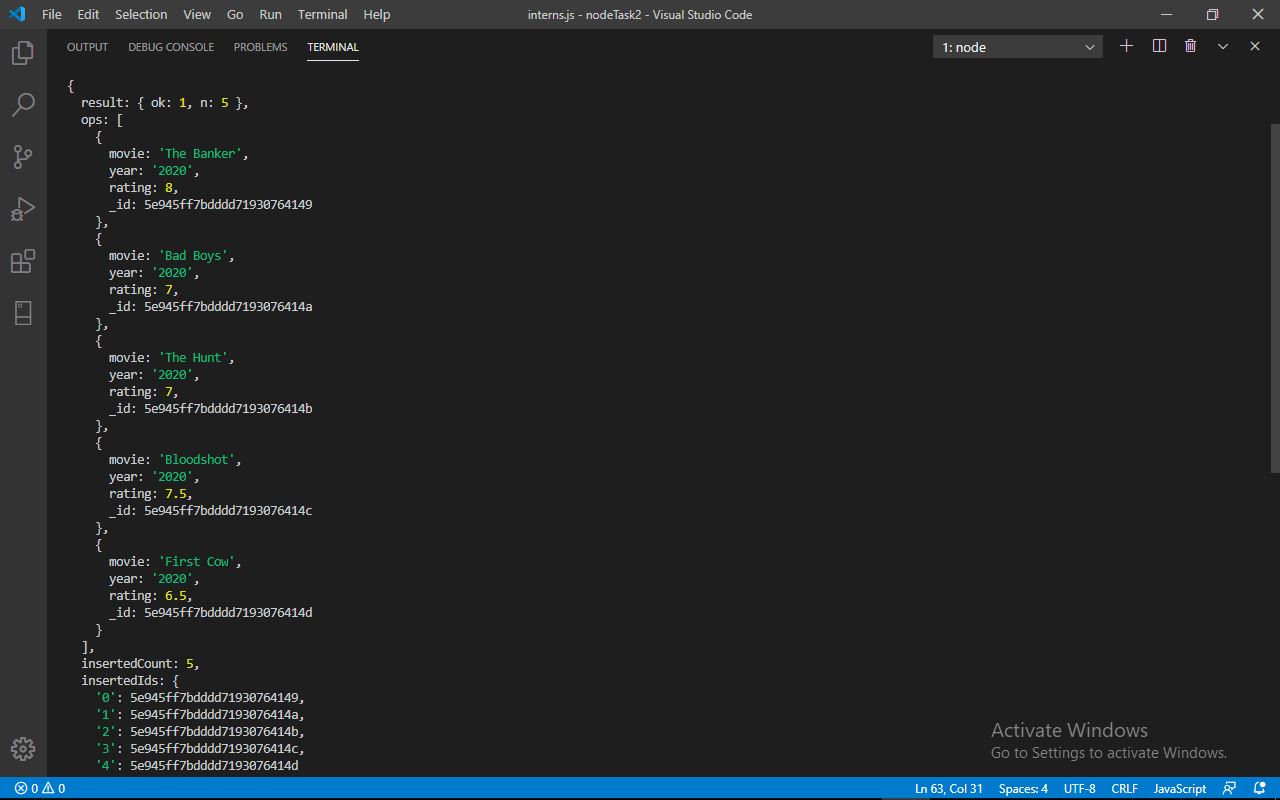 File Edit Selection View Go Run Terminal Help interns.js - nodeTask2 - Visual Studio Code
OUTPUT DEBUG CONSOLE PROBLEMS TERMINAL 1: node
{
  result: { ok: 1, n: 5 },
  ops: [
    {
      movie: 'The Banker',
      year: '2020',
      rating: 8,
      _id: 5e945ff7bdddd71930764149
    },
    {
      movie: 'Bad Boys',
      year: '2020',
      rating: 7,
      _id: 5e945ff7bdddd7193076414a
    },
    {
      movie: 'The Hunt',
      year: '2020',
      rating: 7,
      _id: 5e945ff7bdddd7193076414b
    },
    {
      movie: 'Bloodshot',
      year: '2020',
      rating: 7.5,
      _id: 5e945ff7bdddd7193076414c
    },
    {
      movie: 'First Cow',
      year: '2020',
      rating: 6.5,
      _id: 5e945ff7bdddd7193076414d
    }
  ],
  insertedCount: 5,
  insertedIds: {
    '0': 5e945ff7bdddd71930764149,
    '1': 5e945ff7bdddd7193076414a,
    '2': 5e945ff7bdddd7193076414b,
    '3': 5e945ff7bdddd7193076414c,
    '4': 5e945ff7bdddd7193076414d
Activate Windows
Go to Settings to activate Windows.
0 0 Ln 63, Col 31 Spaces: 4 UTF-8 CRLF JavaScript